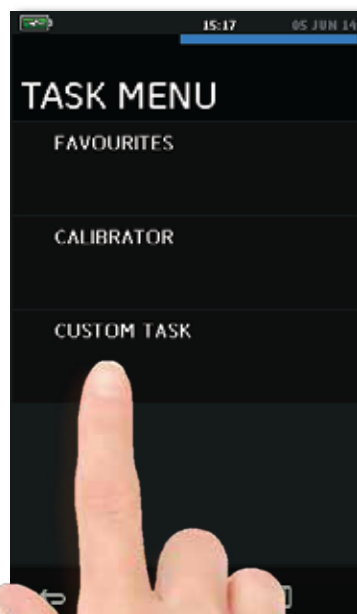 15:17 05 JUN 14
TASK MENU
FAVOURITES
CALIBRATOR
CUSTOM TASK